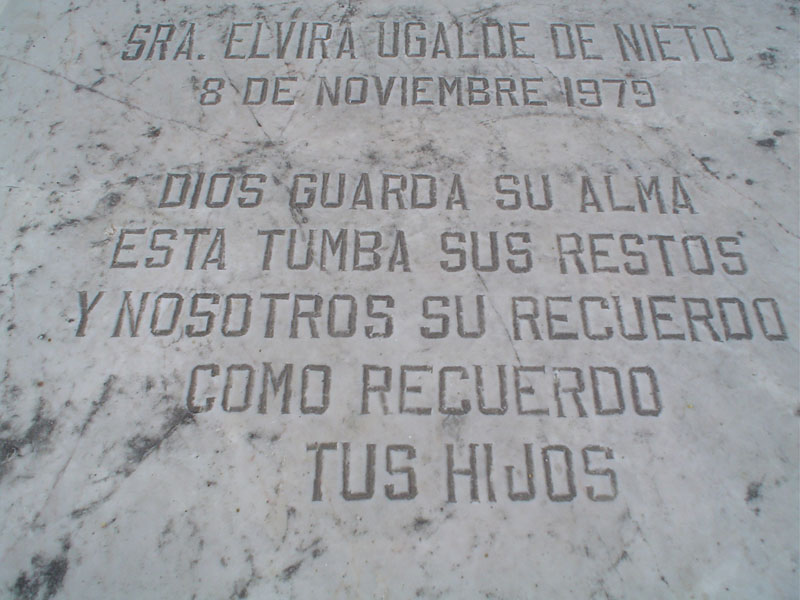 SRA. ELVIRA UGALDE DE NIETO
8 DE NOVIEMBRE 1979
DIOS GUARDA SU ALMA
ESTA TUMBA SUS RESTOS
Y NOSOTROS SU RECUERDO
COMO RECUERDO
TUS HIJOS